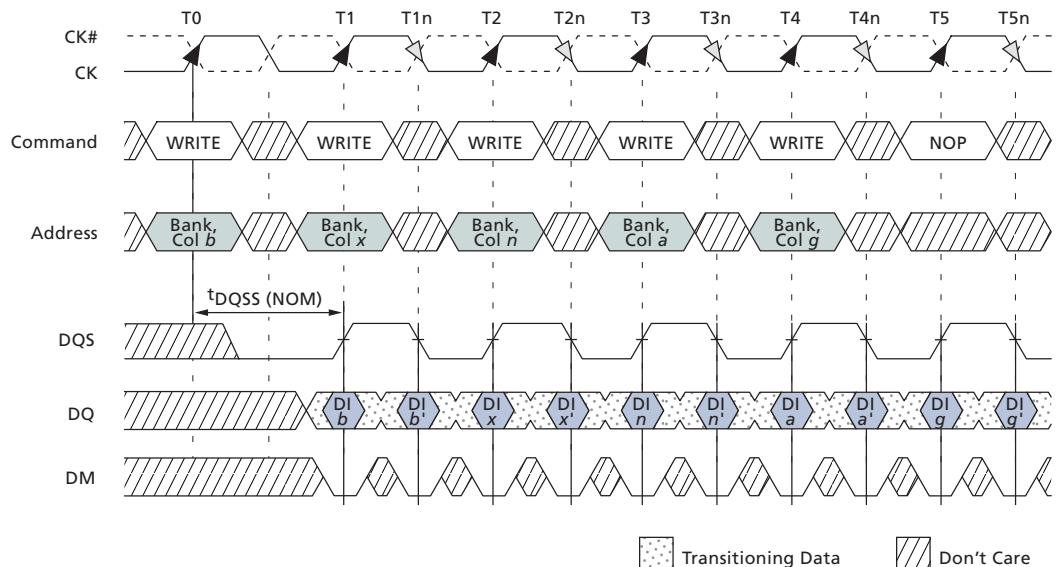 T0 T1 T1n T2 T2n T3 T3n T4 T4n T5 T5n
CK#
CK
Command WRITE WRITE WRITE WRITE WRITE NOP
Address
Bank, Col b
Bank, Col x
Bank, Col n
Bank, Col a
Bank, Col g
tDQSS (NOM)
DQS
DQ
DI b
DI b'
DI x
DI x'
DI n
DI n'
DI a
DI a'
DI g
DI g'
DM
Transitioning Data
Don't Care